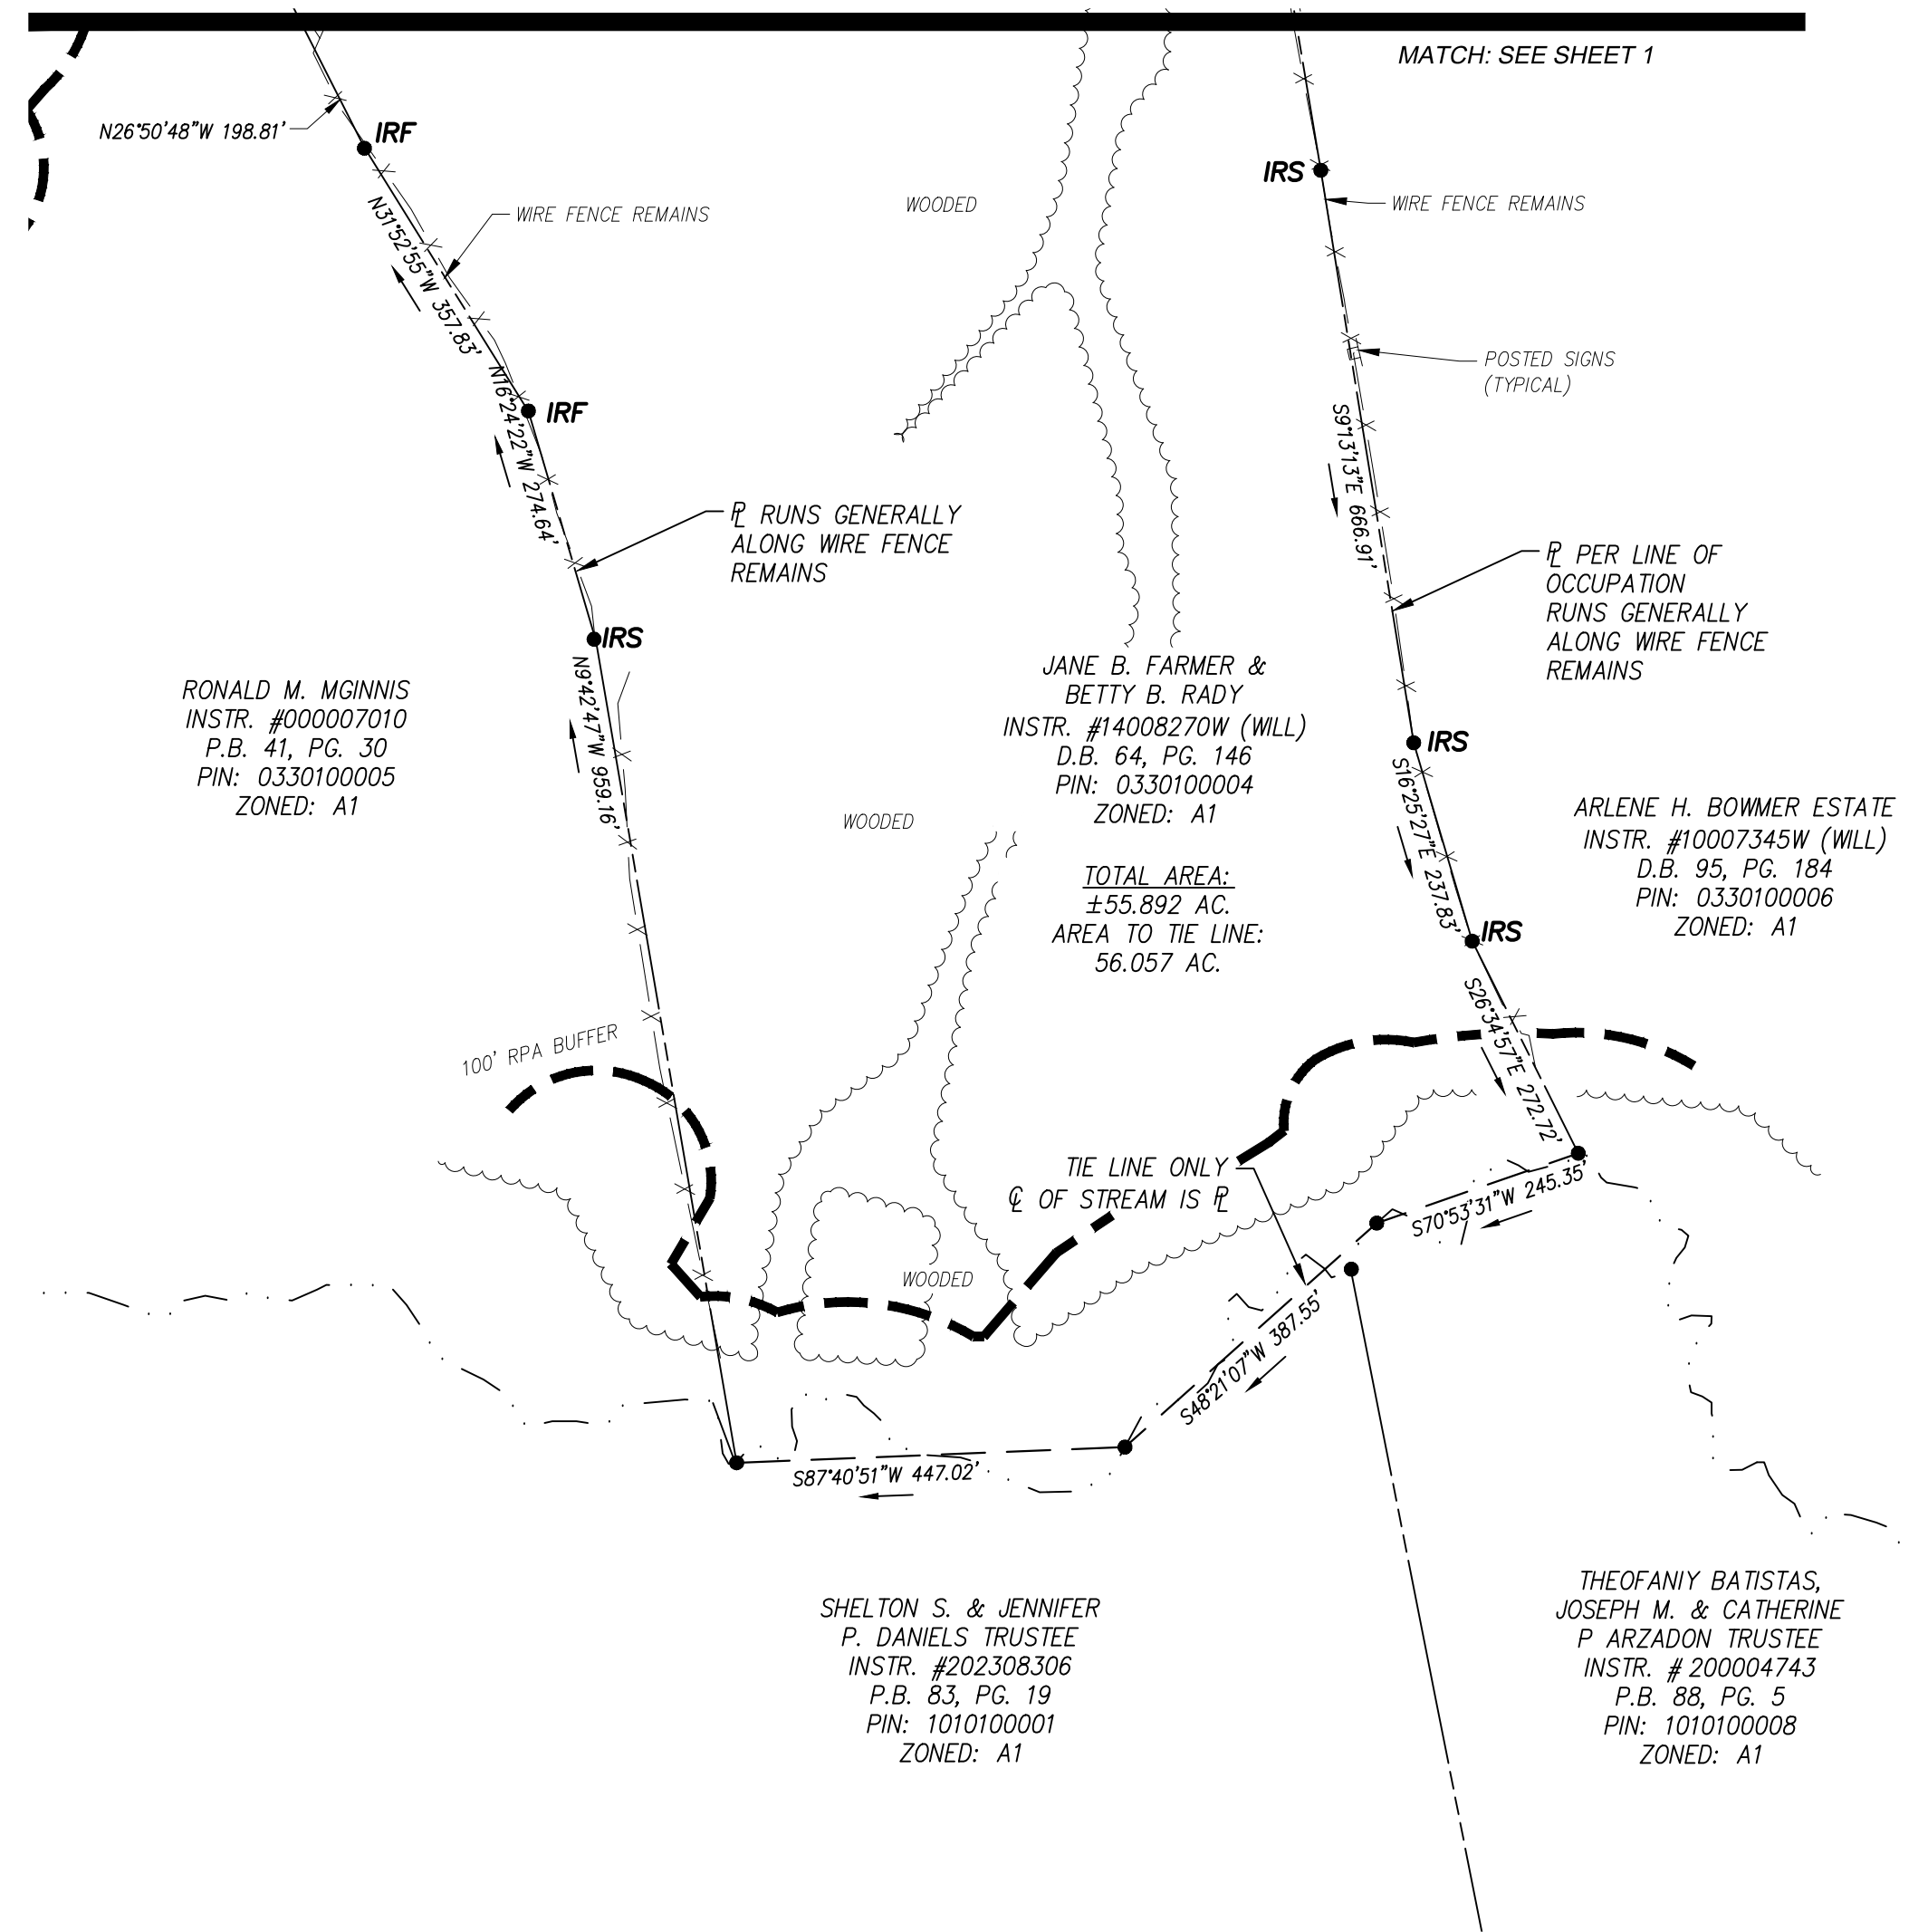 MATCH: SEE SHEET 1
N26°50'48"W 198.81'
IRF
IRS
WIRE FENCE REMAINS
WOODED
WIRE FENCE REMAINS
N31°52'55"W 357.83'
POSTED SIGNS
(TYPICAL)
IRF
N16°24'22"W 274.64'
S9°13'13"E 666.91'
PL RUNS GENERALLY
ALONG WIRE FENCE
REMAINS
PL PER LINE OF
OCCUPATION
RUNS GENERALLY
ALONG WIRE FENCE
REMAINS
IRS
N9°42'47"W 959.16'
RONALD M. MGINNIS
INSTR. #000007010
P.B. 41, PG. 30
PIN: 0330100005
ZONED: A1
JANE B. FARMER &
BETTY B. RADY
INSTR. #14008270W (WILL)
D.B. 64, PG. 146
PIN: 0330100004
ZONED: A1
IRS
S16°25'27"E 237.83'
ARLENE H. BOWMER ESTATE
INSTR. #10007345W (WILL)
D.B. 95, PG. 184
PIN: 0330100006
ZONED: A1
WOODED
TOTAL AREA:
±55.892 AC.
AREA TO TIE LINE:
56.057 AC.
IRS
S26°34'57"E 272.72'
100' RPA BUFFER
TIE LINE ONLY
CL OF STREAM IS PL
S70°53'31"W 245.35'
WOODED
S48°21'07"W 387.55'
S87°40'51"W 447.02'
SHELTON S. & JENNIFER
P. DANIELS TRUSTEE
INSTR. #202308306
P.B. 83, PG. 19
PIN: 1010100001
ZONED: A1
THEOFANIY BATISTAS,
JOSEPH M. & CATHERINE
P ARZADON TRUSTEE
INSTR. # 200004743
P.B. 88, PG. 5
PIN: 1010100008
ZONED: A1